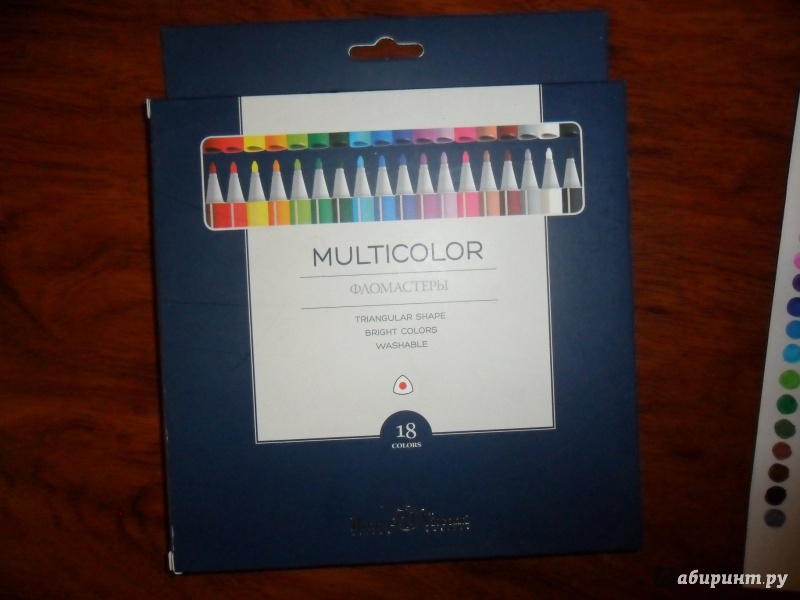 MULTICOLOR
ФЛОМАСТЕРЫ
TRIANGULAR SHAPE
BRIGHT COLORS
WASHABLE
18
COLORS
абиринт.ру